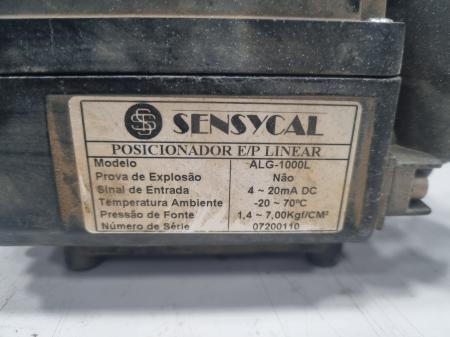 SS SENSYCAL
POSICIONADOR E/P LINEAR
Modelo ALG-1000L
Prova de Explosão Não
Sinal de Entrada 4 ~ 20mA DC
Temperatura Ambiente -20 ~ 70ºC
Pressão de Fonte 1,4 ~ 7,00Kgf/CM²
Número de Série 07200110